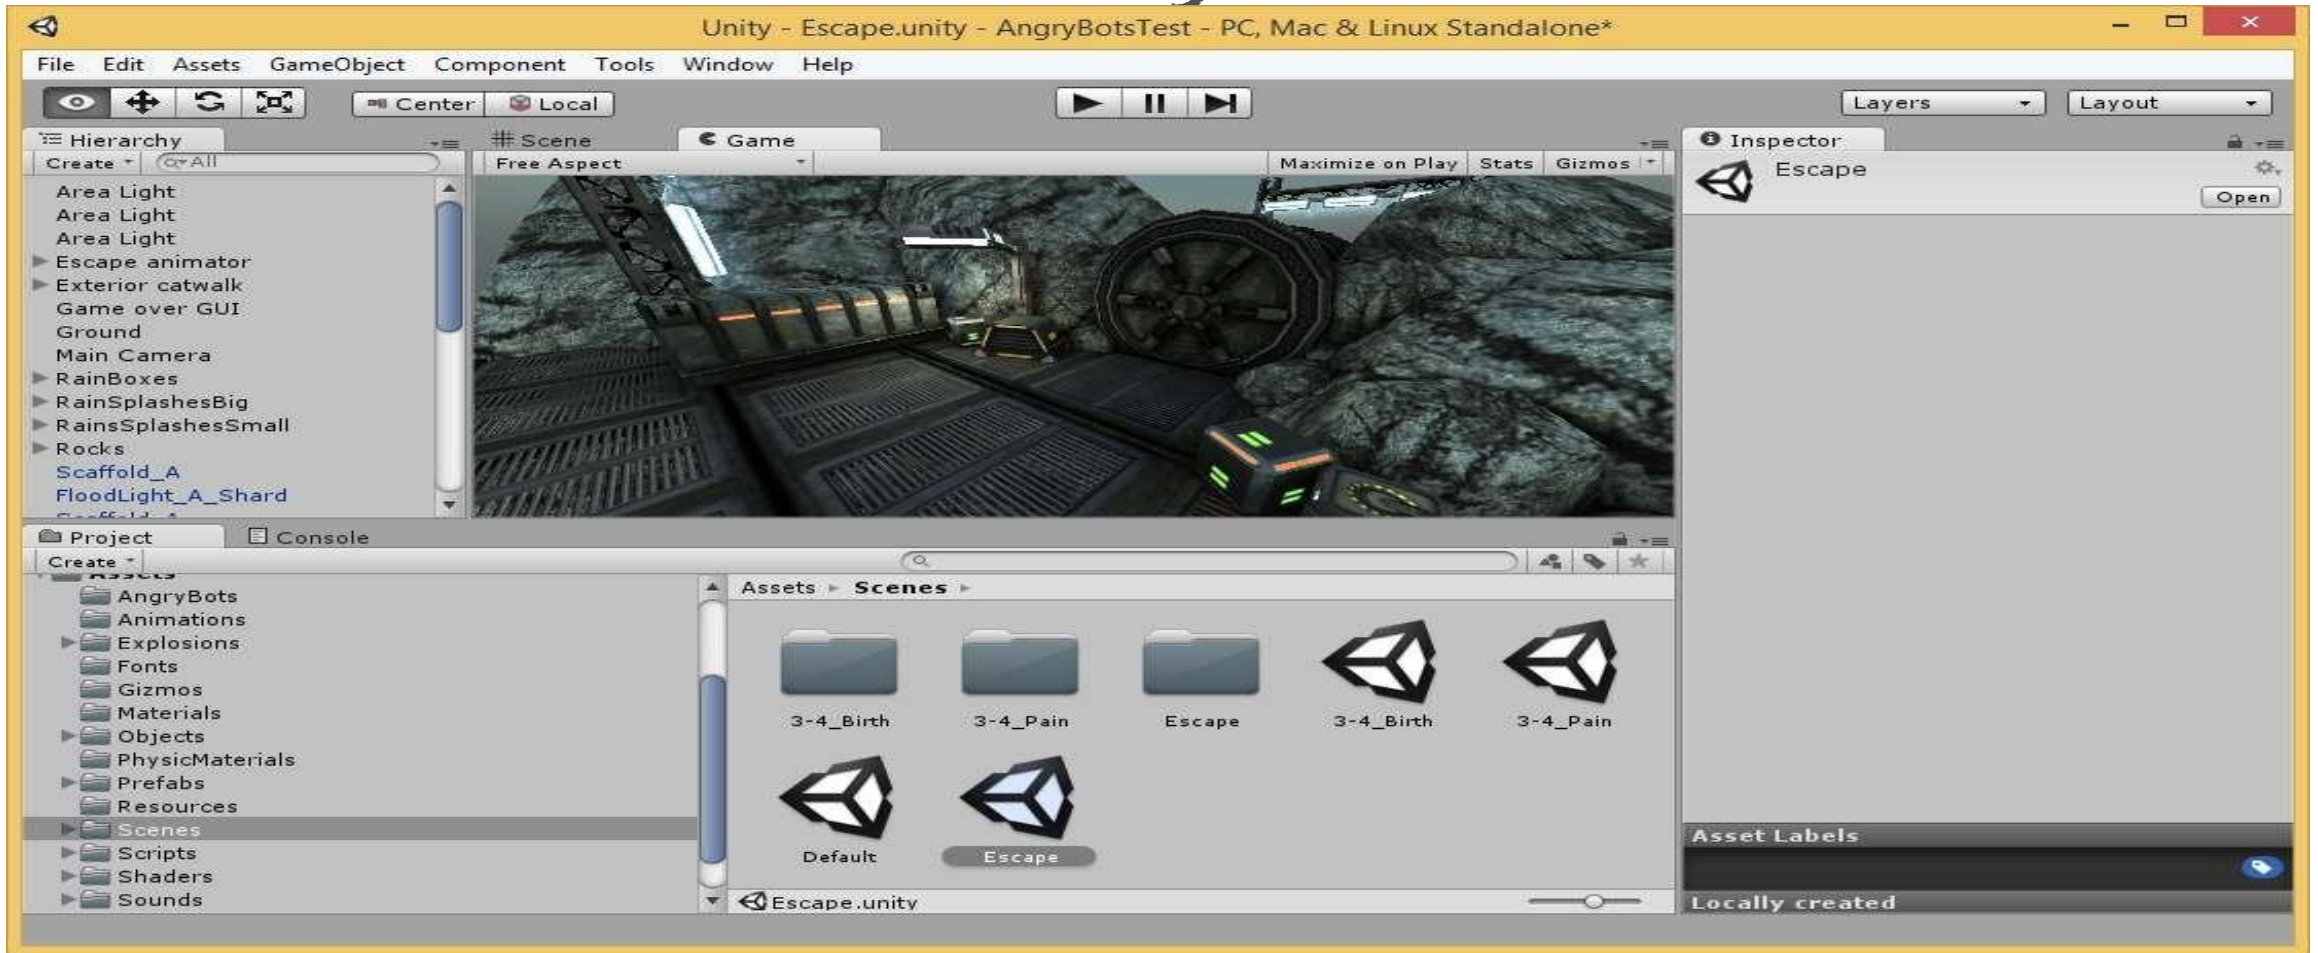 Unity - Escape.unity - AngryBotsTest - PC, Mac & Linux Standalone*
File Edit Assets GameObject Component Tools Window Help
Center Local
Layers Layout
Hierarchy
Create All
Area Light
Area Light
Area Light
Escape animator
Exterior catwalk
Game over GUI
Ground
Main Camera
RainBoxes
RainSplashesBig
RainsSplashesSmall
Rocks
Scaffold_A
FloodLight_A_Shard
Scene Game
Free Aspect Maximize on Play Stats Gizmos
Inspector
Escape
Open
Project Console
Create
Assets
AngryBots
Animations
Explosions
Fonts
Gizmos
Materials
Objects
PhysicMaterials
Prefabs
Resources
Scenes
Scripts
Shaders
Sounds
Assets Scenes
3-4_Birth 3-4_Pain Escape 3-4_Birth 3-4_Pain
Default Escape
Escape.unity
Asset Labels
Locally created